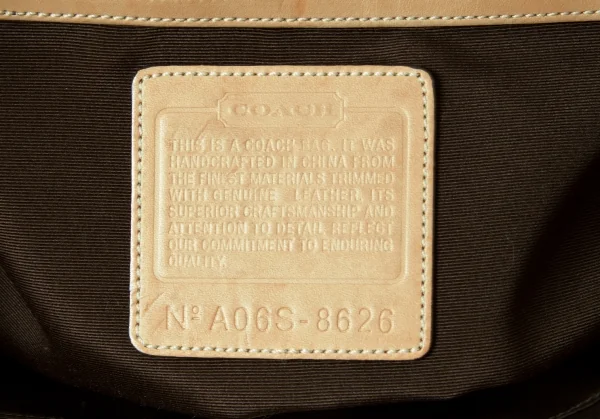 COACH
THIS IS A COACH BAG. IT WAS
HANDCRAFTED IN CHINA FROM
THE FINEST MATERIALS TRIMMED
WITH GENUINE LEATHER, ITS
SUPERIOR CRAFTSMANSHIP AND
ATTENTION TO DETAIL REFLECT
OUR COMMITMENT TO ENDURING
QUALITY.
Nº A06S-8626